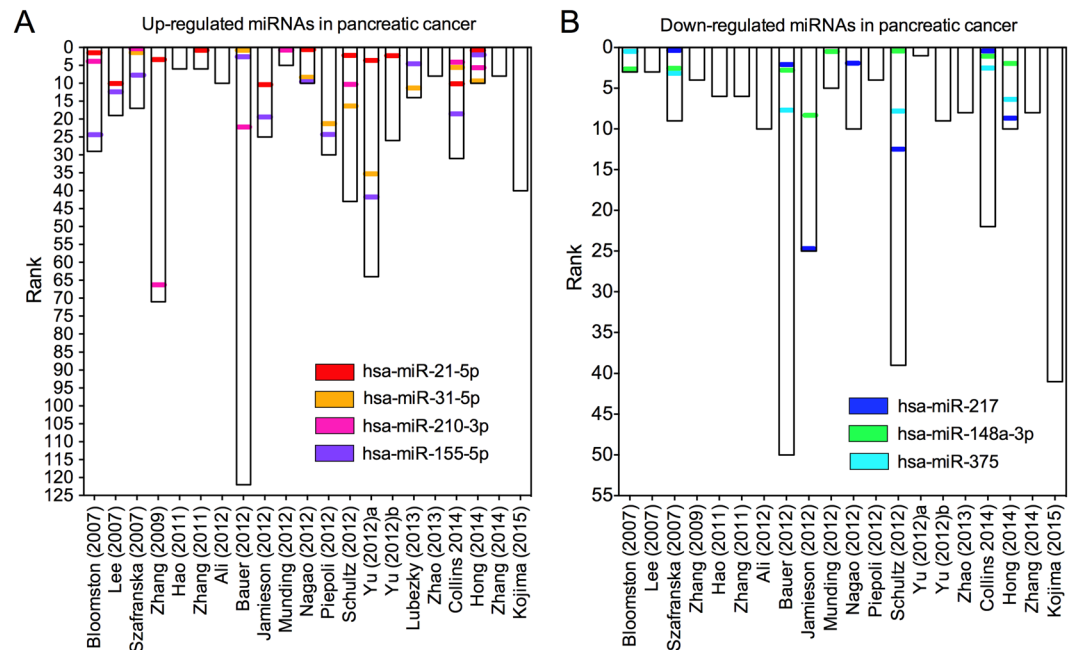 A
Up-regulated miRNAs in pancreatic cancer
Rank
0
5
10
15
20
25
30
35
40
45
50
55
60
65
70
75
80
85
90
95
100
105
110
115
120
125
hsa-miR-21-5p
hsa-miR-31-5p
hsa-miR-210-3p
hsa-miR-155-5p
Bloomston (2007)
Lee (2007)
Szafranska (2007)
Zhang (2009)
Hao (2011)
Zhang (2011)
Ali (2012)
Bauer (2012)
Jamieson (2012)
Munding (2012)
Nagao (2012)
Piepoli (2012)
Schultz (2012)
Yu (2012)a
Yu (2012)b
Lubezky (2013)
Zhao (2013)
Collins 2014)
Hong (2014)
Zhang (2014)
Kojima (2015)
B
Down-regulated miRNAs in pancreatic cancer
Rank
0
5
10
15
20
25
30
35
40
45
50
55
hsa-miR-217
hsa-miR-148a-3p
hsa-miR-375
Bloomston (2007)
Lee (2007)
Szafranska (2007)
Zhang (2009)
Hao (2011)
Zhang (2011)
Ali (2012)
Bauer (2012)
Jamieson (2012)
Munding (2012)
Nagao (2012)
Piepoli (2012)
Schultz (2012)
Yu (2012)a
Yu (2012)b
Zhao (2013)
Collins 2014)
Hong (2014)
Zhang (2014)
Kojima (2015)